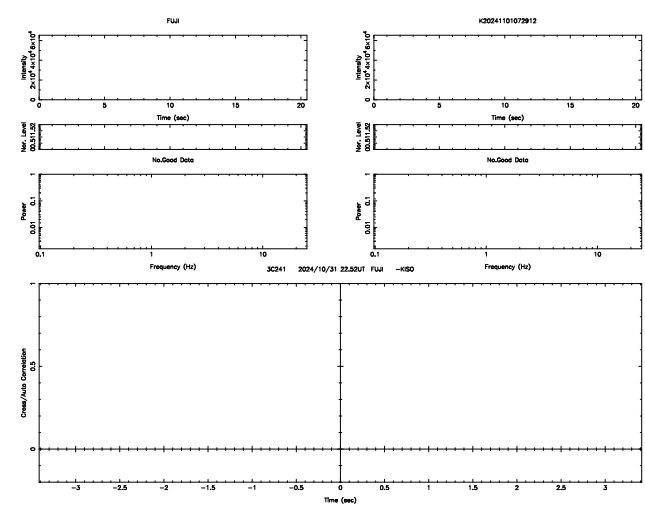 FUJI
K20241101072912
Intensity
0 2×10⁴ 4×10⁴ 6×10⁴
0 5 10 15 20
Time (sec)
Intensity
0 2×10⁴ 4×10⁴ 6×10⁴
0 5 10 15 20
Time (sec)
Nor. Level
00.511.52
Nor. Level
00.511.52
No.Good Data
No.Good Data
Power
0.01 0.1 1
0.1 1 10
Frequency (Hz)
Power
0.01 0.1 1
0.1 1 10
Frequency (Hz)
3C241 2024/10/31 22.52UT FUJI -KISO
Cross/Auto Correlation
0 0.5 1
-3 -2.5 -2 -1.5 -1 -0.5 0 0.5 1 1.5 2 2.5 3
Time (sec)